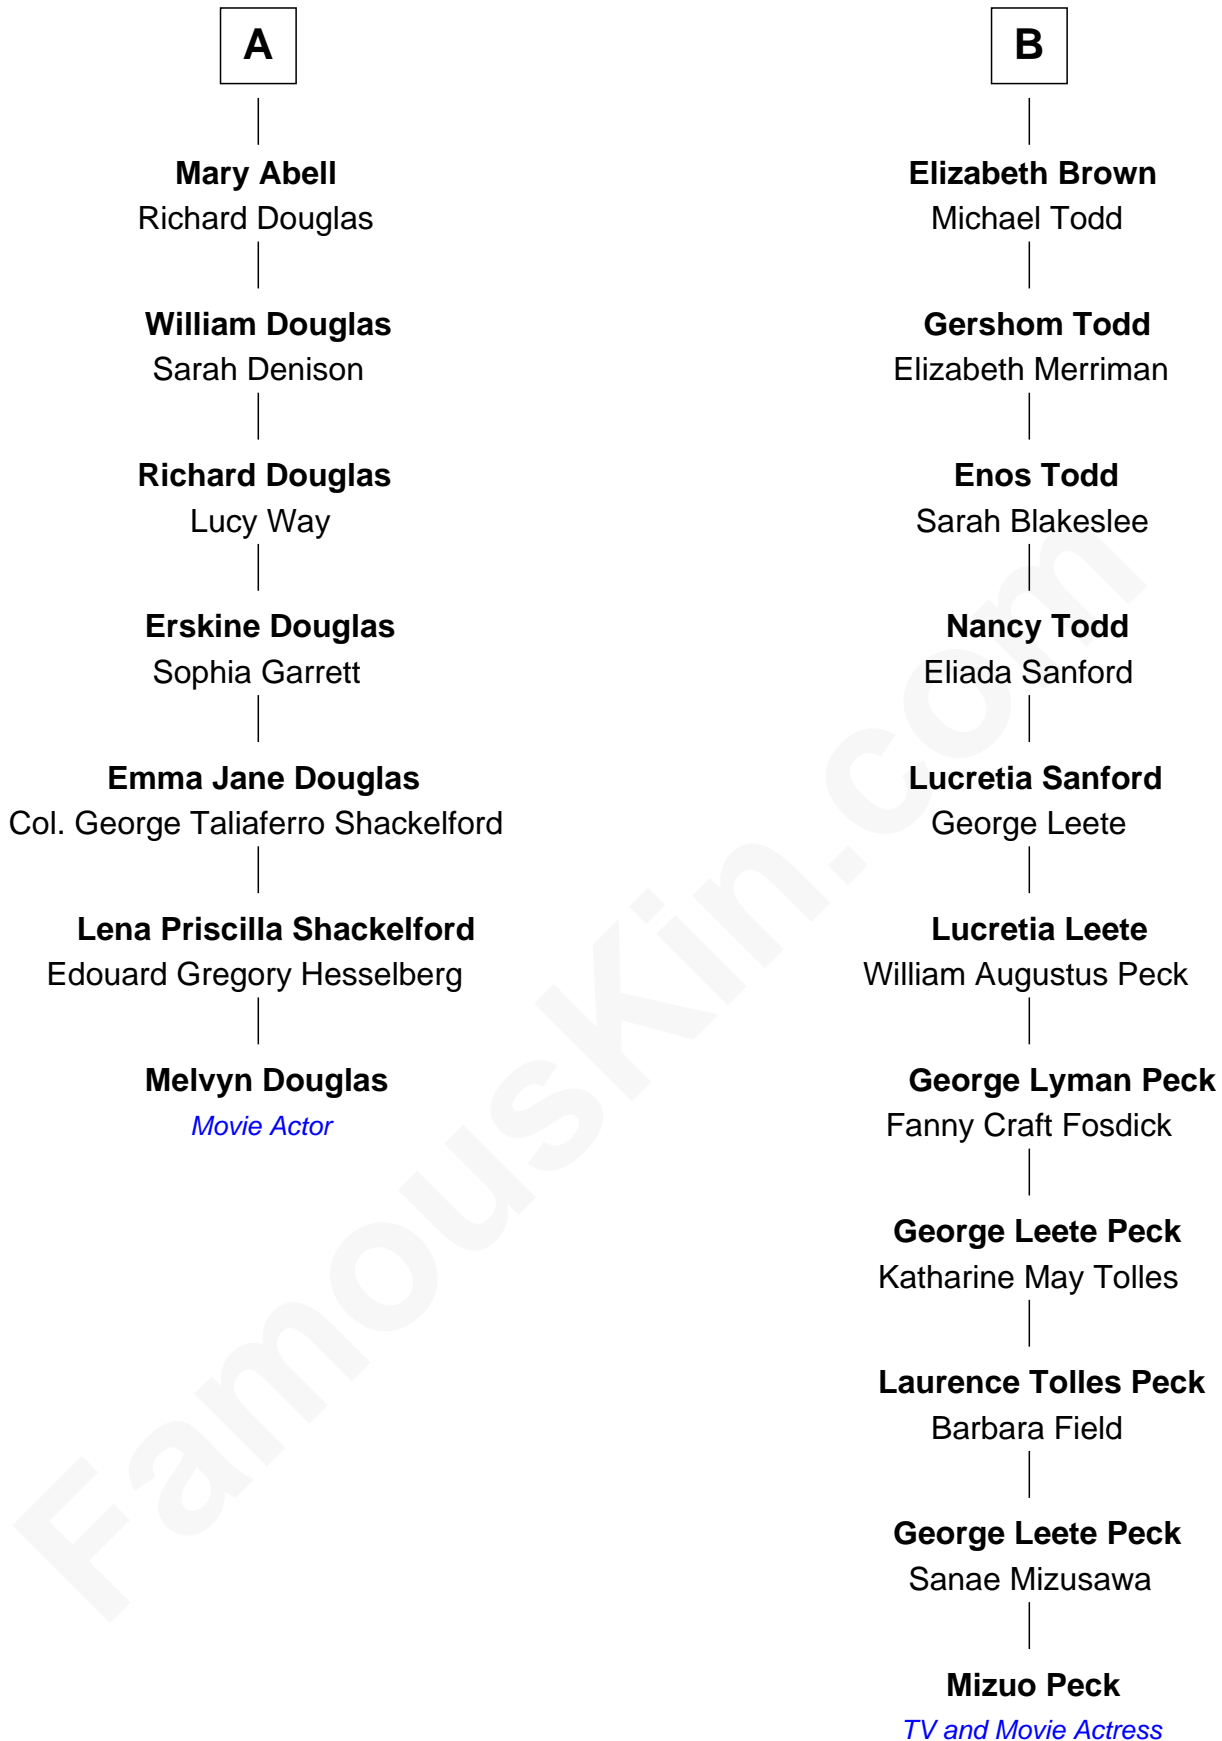 A
Mary Abell
Richard Douglas
William Douglas
Sarah Denison
Richard Douglas
Lucy Way
Erskine Douglas
Sophia Garrett
Emma Jane Douglas
Col. George Taliaferro Shackelford
Lena Priscilla Shackelford
Edouard Gregory Hesselberg
Melvyn Douglas
Movie Actor
B
Elizabeth Brown
Michael Todd
Gershom Todd
Elizabeth Merriman
Enos Todd
Sarah Blakeslee
Nancy Todd
Eliada Sanford
Lucretia Sanford
George Leete
Lucretia Leete
William Augustus Peck
George Lyman Peck
Fanny Craft Fosdick
George Leete Peck
Katharine May Tolles
Laurence Tolles Peck
Barbara Field
George Leete Peck
Sanae Mizusawa
Mizuo Peck
TV and Movie Actress
FamousKin.com